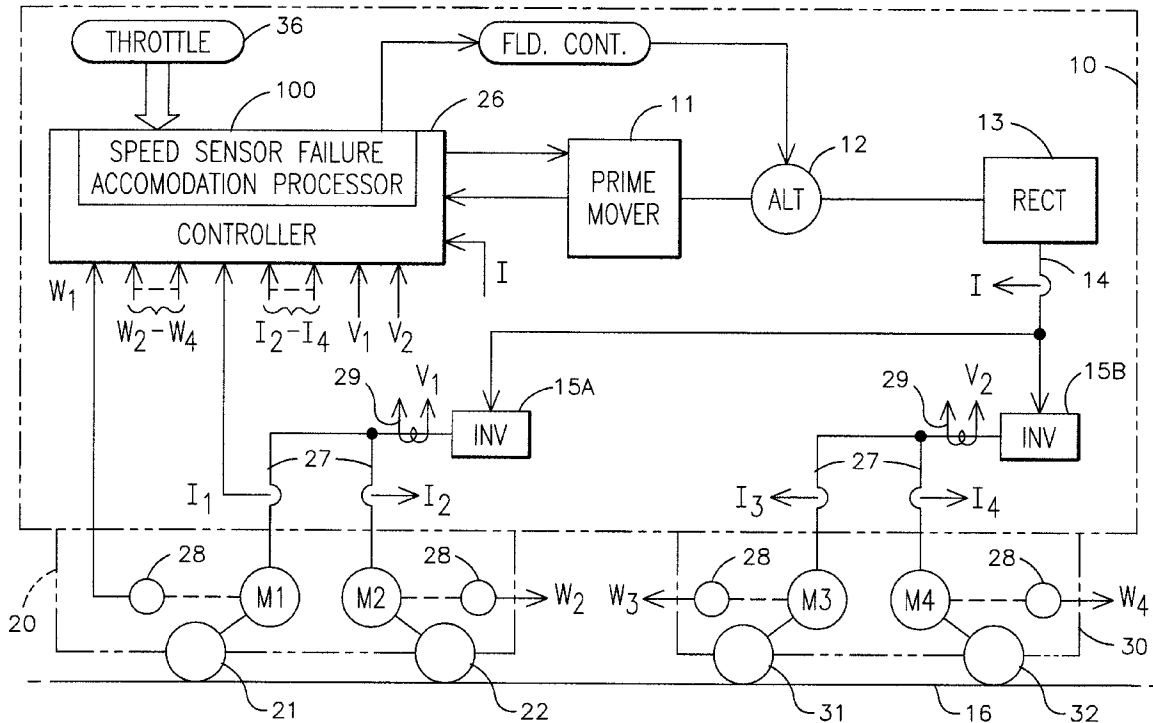 THROTTLE
36
FLD. CONT.
10
100
26
11
13
12
SPEED SENSOR FAILURE
ACCOMODATION PROCESSOR
CONTROLLER
PRIME
MOVER
ALT
RECT
14
I
I
W1
W2-W4
I2-I4
V1
V2
29
V1
15A
INV
29
V2
15B
INV
27
27
I1
I2
I3
I4
28
28
28
28
M1
M2
M3
M4
W2
W3
W4
20
30
21
22
31
16
32